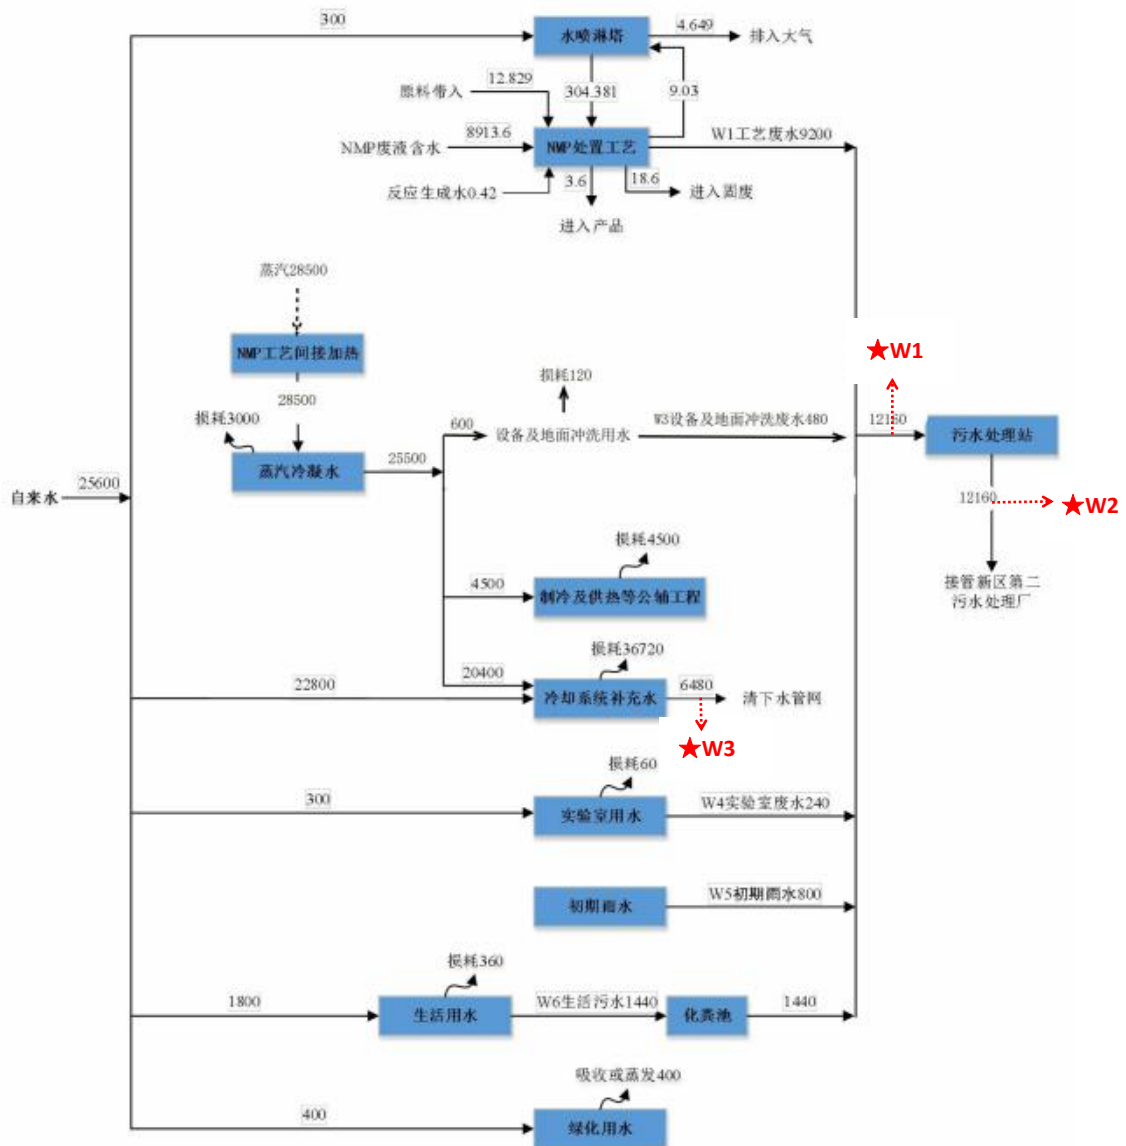 300
水喷淋塔
4.649
排入大气
12.829
原料带入
304.381
9.03
8913.6
NMP废液含水
NMP处置工艺
W1工艺废水9200
反应生成水0.42
3.6
18.6
进入固废
进入产品
蒸汽28500
NMP工艺间接加热
28500
损耗3000
蒸汽冷凝水
25500
600
损耗120
设备及地面冲洗用水
W3设备及地面冲洗废水480
★W1
12160
污水处理站
12160
★W2
接管新区第二
污水处理厂
自来水
25600
损耗4500
4500
制冷及供热等公辅工程
损耗36720
20400
22800
冷却系统补充水
6480
清下水管网
★W3
损耗60
300
实验室用水
W4实验室废水240
初期雨水
W5初期雨水800
损耗360
1800
生活用水
W6生活污水1440
化粪池
1440
吸收或蒸发400
400
绿化用水